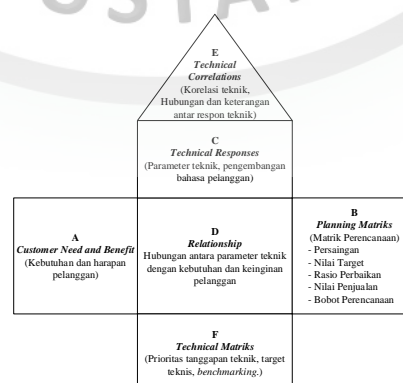 E
Technical
Correlations
(Korelasi teknik,
Hubungan dan keterangan
antar respon teknik)
C
Technical Responses
(Parameter teknik, pengembangan
bahasa pelanggan)
A
Customer Need and Benefit
(Kebutuhan dan harapan
pelanggan)
D
Relationship
Hubungan antara parameter teknik
dengan kebutuhan dan keinginan
pelanggan
B
Planning Matriks
(Matrik Perencanaan)
- Persaingan
- Nilai Target
- Rasio Perbaikan
- Nilai Penjualan
- Bobot Perencanaan
F
Technical Matriks
(Prioritas tanggapan teknik, target
teknis, benchmarking.)